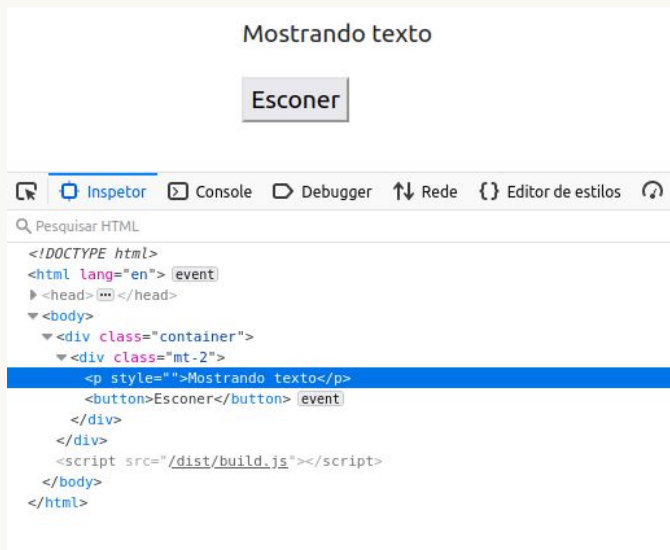 Mostrando texto
Esconer
Inspetor Console Debugger Rede {} Editor de estilos
Pesquisar HTML
<!DOCTYPE html>
<html lang="en"> event
<head> ... </head>
<body>
<div class="container">
<div class="mt-2">
<p style="">Mostrando texto</p>
<button>Esconer</button> event
</div>
</div>
<script src="/dist/build.js"></script>
</body>
</html>